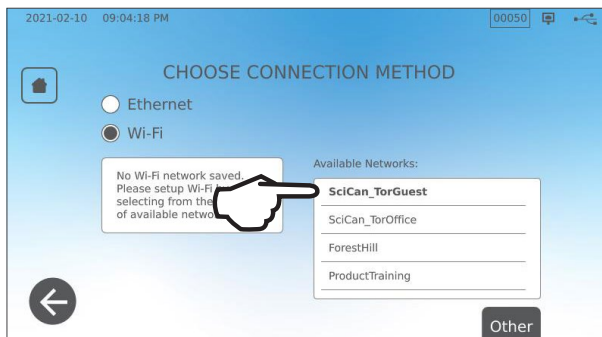 2021-02-10 09:04:18 PM 00050
CHOOSE CONNECTION METHOD
Ethernet
Wi-Fi
No Wi-Fi network saved.
Please setup Wi-Fi
selecting from the
of available
Available Networks:
SciCan_TorGuest
SciCan_TorOffice
ForestHill
ProductTraining
Other